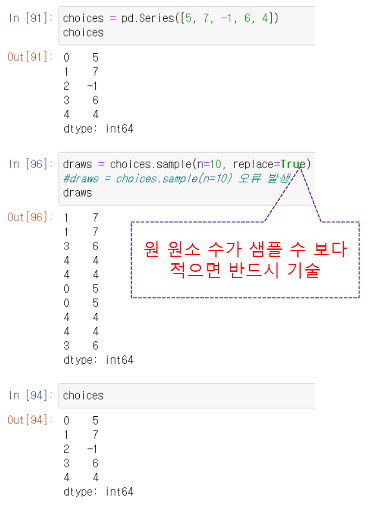 In [91]: choices = pd.Series([5, 7, -1, 6, 4])
choices
Out[91]: 0 5
1 7
2 -1
3 6
4 4
dtype: int64
In [96]: draws = choices.sample(n=10, replace=True)
#draws = choices.sample(n=10) 오류 발생
draws
Out[96]: 1 7
1 7
3 6
4 4
4 4
0 5
0 5
4 4
4 4
3 6
dtype: int64
원 원소 수가 샘플 수 보다
적으면 반드시 기술
In [94]: choices
Out[94]: 0 5
1 7
2 -1
3 6
4 4
dtype: int64